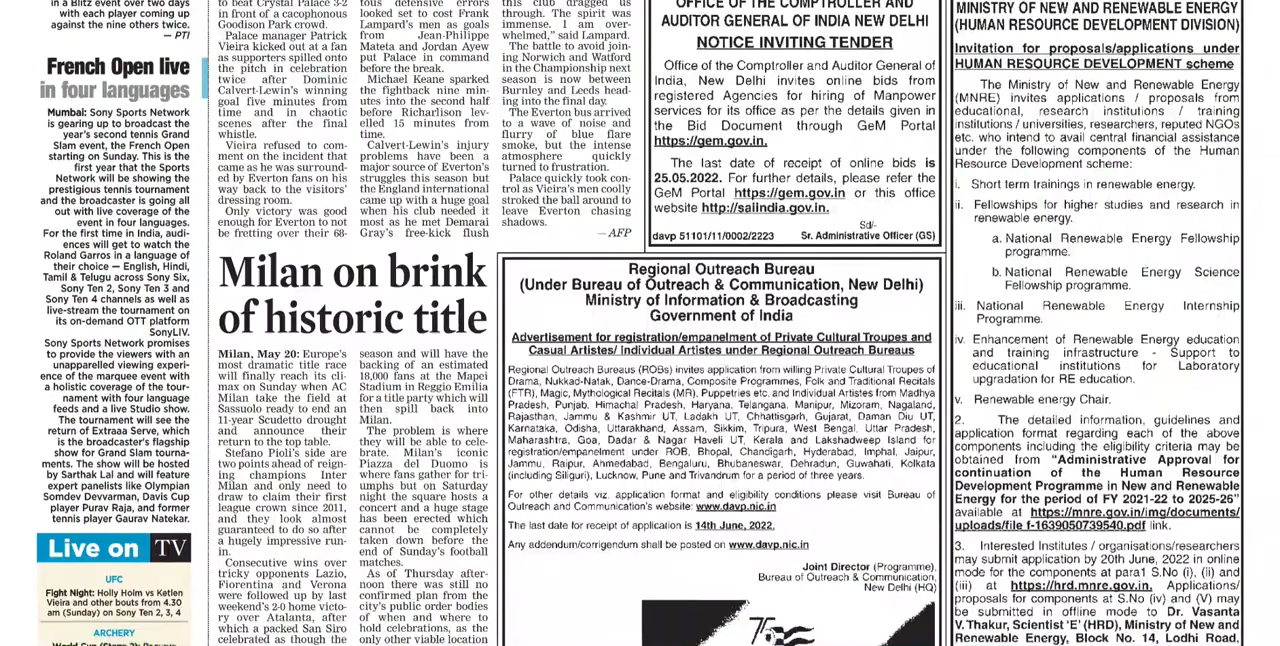 in a Blitz event over two days
with each player coming up
against the nine others twice.
— PTI
French Open live
in four languages
Mumbai: Sony Sports Network
is gearing up to broadcast the
year's second tennis Grand
Slam event, the French Open
starting on Sunday. This is the
first year that the Sports
Network will be showing the
prestigious tennis tournament
and the broadcaster is going all
out with live coverage of the
event in four languages.
For the first time in India, audi-
ences will get to watch the
Roland Garros in a language of
their choice — English, Hindi,
Tamil & Telugu across Sony Six,
Sony Ten 2, Sony Ten 3 and
Sony Ten 4 channels as well as
live-stream the tournament on
its on-demand OTT platform
SonyLIV.
Sony Sports Network promises
to provide the viewers with an
unapparelled viewing experi-
ence of the marquee event with
a holistic coverage of the tour-
nament with four language
feeds and a live Studio show.
The tournament will see the
return of Extraaa Serve, which
is the broadcaster's flagship
show for Grand Slam tourna-
ments. The show will be hosted
by Sarthak Lal and will feature
expert panelists like Olympian
Somdev Devvarman, Davis Cup
player Purav Raja, and former
tennis player Gaurav Natekar.
Live on TV
UFC
Fight Night: Holly Holm vs Ketlen
Vieira and other bouts from 4.30
am (Sunday) on Sony Ten 2, 3, 4
ARCHERY
to beat Crystal Palace 3-2
in front of a cacophonous
Goodison Park crowd.
Palace manager Patrick
Vieira kicked out at a fan
as supporters spilled onto
the pitch in celebration
twice after Dominic
Calvert-Lewin's winning
goal five minutes from
time and in chaotic
scenes after the final
whistle.
Vieira refused to com-
ment on the incident that
came as he was surround-
ed by Everton fans on his
way back to the visitors'
dressing room.
Only victory was good
enough for Everton to not
be fretting over their 68-
tous defensive errors
looked set to cost Frank
Lampard's men as goals
from Jean-Philippe
Mateta and Jordan Ayew
put Palace in command
before the break.
Michael Keane sparked
the fightback nine min-
utes into the second half
before Richarlison lev-
elled 15 minutes from
time.
Calvert-Lewin's injury
problems have been a
major source of Everton's
struggles this season but
the England international
came up with a huge goal
when his club needed it
most as he met Demarai
Gray's free-kick flush
this club dragged us
through. The spirit was
immense. I am over-
whelmed," said Lampard.
The battle to avoid join-
ing Norwich and Watford
in the Championship next
season is now between
Burnley and Leeds head-
ing into the final day.
The Everton bus arrived
to a wave of noise and
flurry of blue flare
smoke, but the intense
atmosphere quickly
turned to frustration.
Palace quickly took con-
trol as Vieira's men coolly
stroked the ball around to
leave Everton chasing
shadows.
— AFP
Milan on brink
of historic title
Milan, May 20: Europe's
most dramatic title race
will finally reach its cli-
max on Sunday when AC
Milan take the field at
Sassuolo ready to end an
11-year Scudetto drought
and announce their
return to the top table.
Stefano Pioli's side are
two points ahead of reign-
ing champions Inter
Milan and only need to
draw to claim their first
league crown since 2011,
and they look almost
guaranteed to do so after
a hugely impressive run-
in.
Consecutive wins over
tricky opponents Lazio,
Fiorentina and Verona
were followed up by last
weekend's 2-0 home victo-
ry over Atalanta, after
which a packed San Siro
celebrated as though the
season and will have the
backing of an estimated
18,000 fans at the Mapei
Stadium in Reggio Emilia
for a title party which will
then spill back into
Milan.
The problem is where
they will be able to cele-
brate. Milan's iconic
Piazza del Duomo is
where fans gather for tri-
umphs but on Saturday
night the square hosts a
concert and a huge stage
has been erected which
cannot be completely
taken down before the
end of Sunday's football
matches.
As of Thursday after-
noon there was still no
confirmed plan from the
city's public order bodies
of when and where to
hold celebrations, as the
only other viable location
OFFICE OF THE COMPTROLLER AND
AUDITOR GENERAL OF INDIA NEW DELHI
NOTICE INVITING TENDER
Office of the Comptroller and Auditor General of
India, New Delhi invites online bids from
registered Agencies for hiring of Manpower
services for its office as per the details given in
the Bid Document through GeM Portal
https://gem.gov.in.
The last date of receipt of online bids is
25.05.2022. For further details, please refer the
GeM Portal https://gem.gov.in or this office
website http://saiindia.gov.in.
Sd/-
davp 51101/11/0002/2223 Sr. Administrative Officer (GS)
Regional Outreach Bureau
(Under Bureau of Outreach & Communication, New Delhi)
Ministry of Information & Broadcasting
Government of India
Advertisement for registration/empanelment of Private Cultural Troupes and
Casual Artistes/ Individual Artistes under Regional Outreach Bureaus
Regional Outreach Bureaus (ROBs) invites application from willing Private Cultural Troupes of
Drama, Nukkad-Natak, Dance-Drama, Composite Programmes, Folk and Traditional Recitals
(FTR), Magic, Mythological Recitals (MR), Puppetries etc. and Individual Artistes from Madhya
Pradesh, Punjab, Himachal Pradesh, Haryana, Telangana, Manipur, Mizoram, Nagaland,
Rajasthan, Jammu & Kashmir UT, Ladakh UT, Chhattisgarh, Gujarat, Daman Diu UT,
Karnataka, Odisha, Uttarakhand, Assam, Sikkim, Tripura, West Bengal, Uttar Pradesh,
Maharashtra, Goa, Dadar & Nagar Haveli UT, Kerala and Lakshadweep Island for
registration/empanelment under ROB, Bhopal, Chandigarh, Hyderabad, Imphal, Jaipur,
Jammu, Raipur, Ahmedabad, Bengaluru, Bhubaneswar, Dehradun, Guwahati, Kolkata
(including Siliguri), Lucknow, Pune and Trivandrum for a period of three years.
For other details viz. application format and eligibility conditions please visit Bureau of
Outreach and Communication's website: www.davp.nic.in
The last date for receipt of application is 14th June, 2022.
Any addendum/corrigendum shall be posted on www.davp.nic.in
Joint Director (Programme),
Bureau of Outreach & Communication,
New Delhi (HQ)
75
MINISTRY OF NEW AND RENEWABLE ENERGY
(HUMAN RESOURCE DEVELOPMENT DIVISION)
Invitation for proposals/applications under
HUMAN RESOURCE DEVELOPMENT scheme
The Ministry of New and Renewable Energy
(MNRE) invites applications / proposals from
educational, research institutions / training
institutions / universities, researchers, reputed NGOs
etc. who intend to avail central financial assistance
under the following components of the Human
Resource Development scheme:
i. Short term trainings in renewable energy.
ii. Fellowships for higher studies and research in
renewable energy.
a. National Renewable Energy Fellowship
programme.
b. National Renewable Energy Science
Fellowship programme.
iii. National Renewable Energy Internship
Programme.
iv. Enhancement of Renewable Energy education
and training infrastructure - Support to
educational institutions for Laboratory
upgradation for RE education.
v. Renewable energy Chair.
2. The detailed information, guidelines and
application format regarding each of the above
components including the eligibility criteria may be
obtained from "Administrative Approval for
continuation of the Human Resource
Development Programme in New and Renewable
Energy for the period of FY 2021-22 to 2025-26"
available at https://mnre.gov.in/img/documents/
uploads/file f-1639050739540.pdf link.
3. Interested Institutes / organisations/researchers
may submit application by 20th June, 2022 in online
mode for the components at para1 S.No (i), (ii) and
(iii) at https://hrd.mnre.gov.in. Applications/
proposals for components at S.No (iv) and (V) may
be submitted in offline mode to Dr. Vasanta
V. Thakur, Scientist 'E' (HRD), Ministry of New and
Renewable Energy, Block No. 14, Lodhi Road,